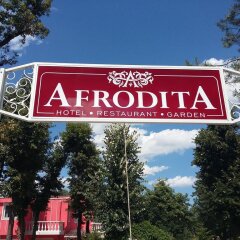 A
AFRODITA
HOTEL • RESTAURANT • GARDEN